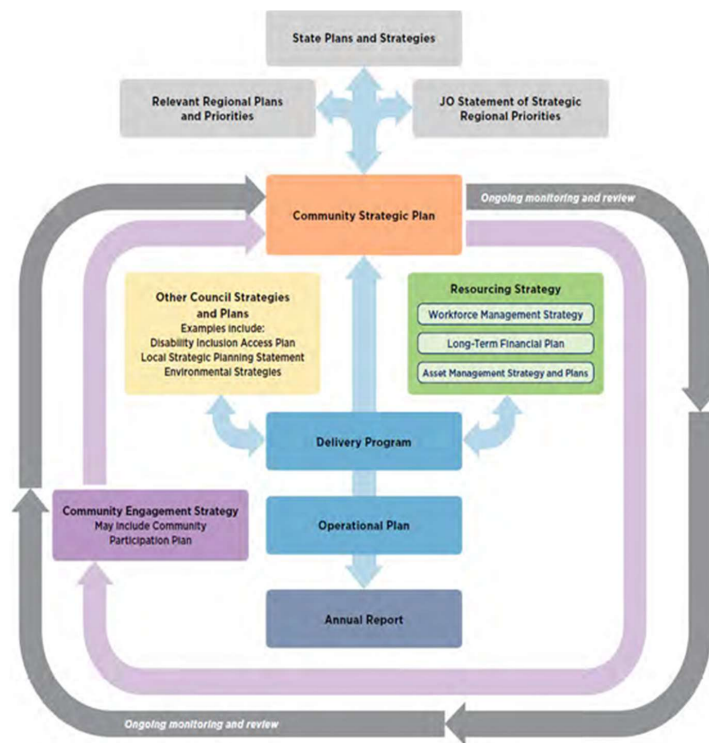 State Plans and Strategies
Relevant Regional Plans
and Priorities
JO Statement of Strategic
Regional Priorities
Community Strategic Plan
Ongoing monitoring and review
Other Council Strategies
and Plans
Examples include:
Disability Inclusion Access Plan
Local Strategic Planning Statement
Environmental Strategies
Resourcing Strategy
Workforce Management Strategy
Long-Term Financial Plan
Asset Management Strategy and Plans
Delivery Program
Community Engagement Strategy
May Include Community
Participation Plan
Operational Plan
Annual Report
Ongoing monitoring and review